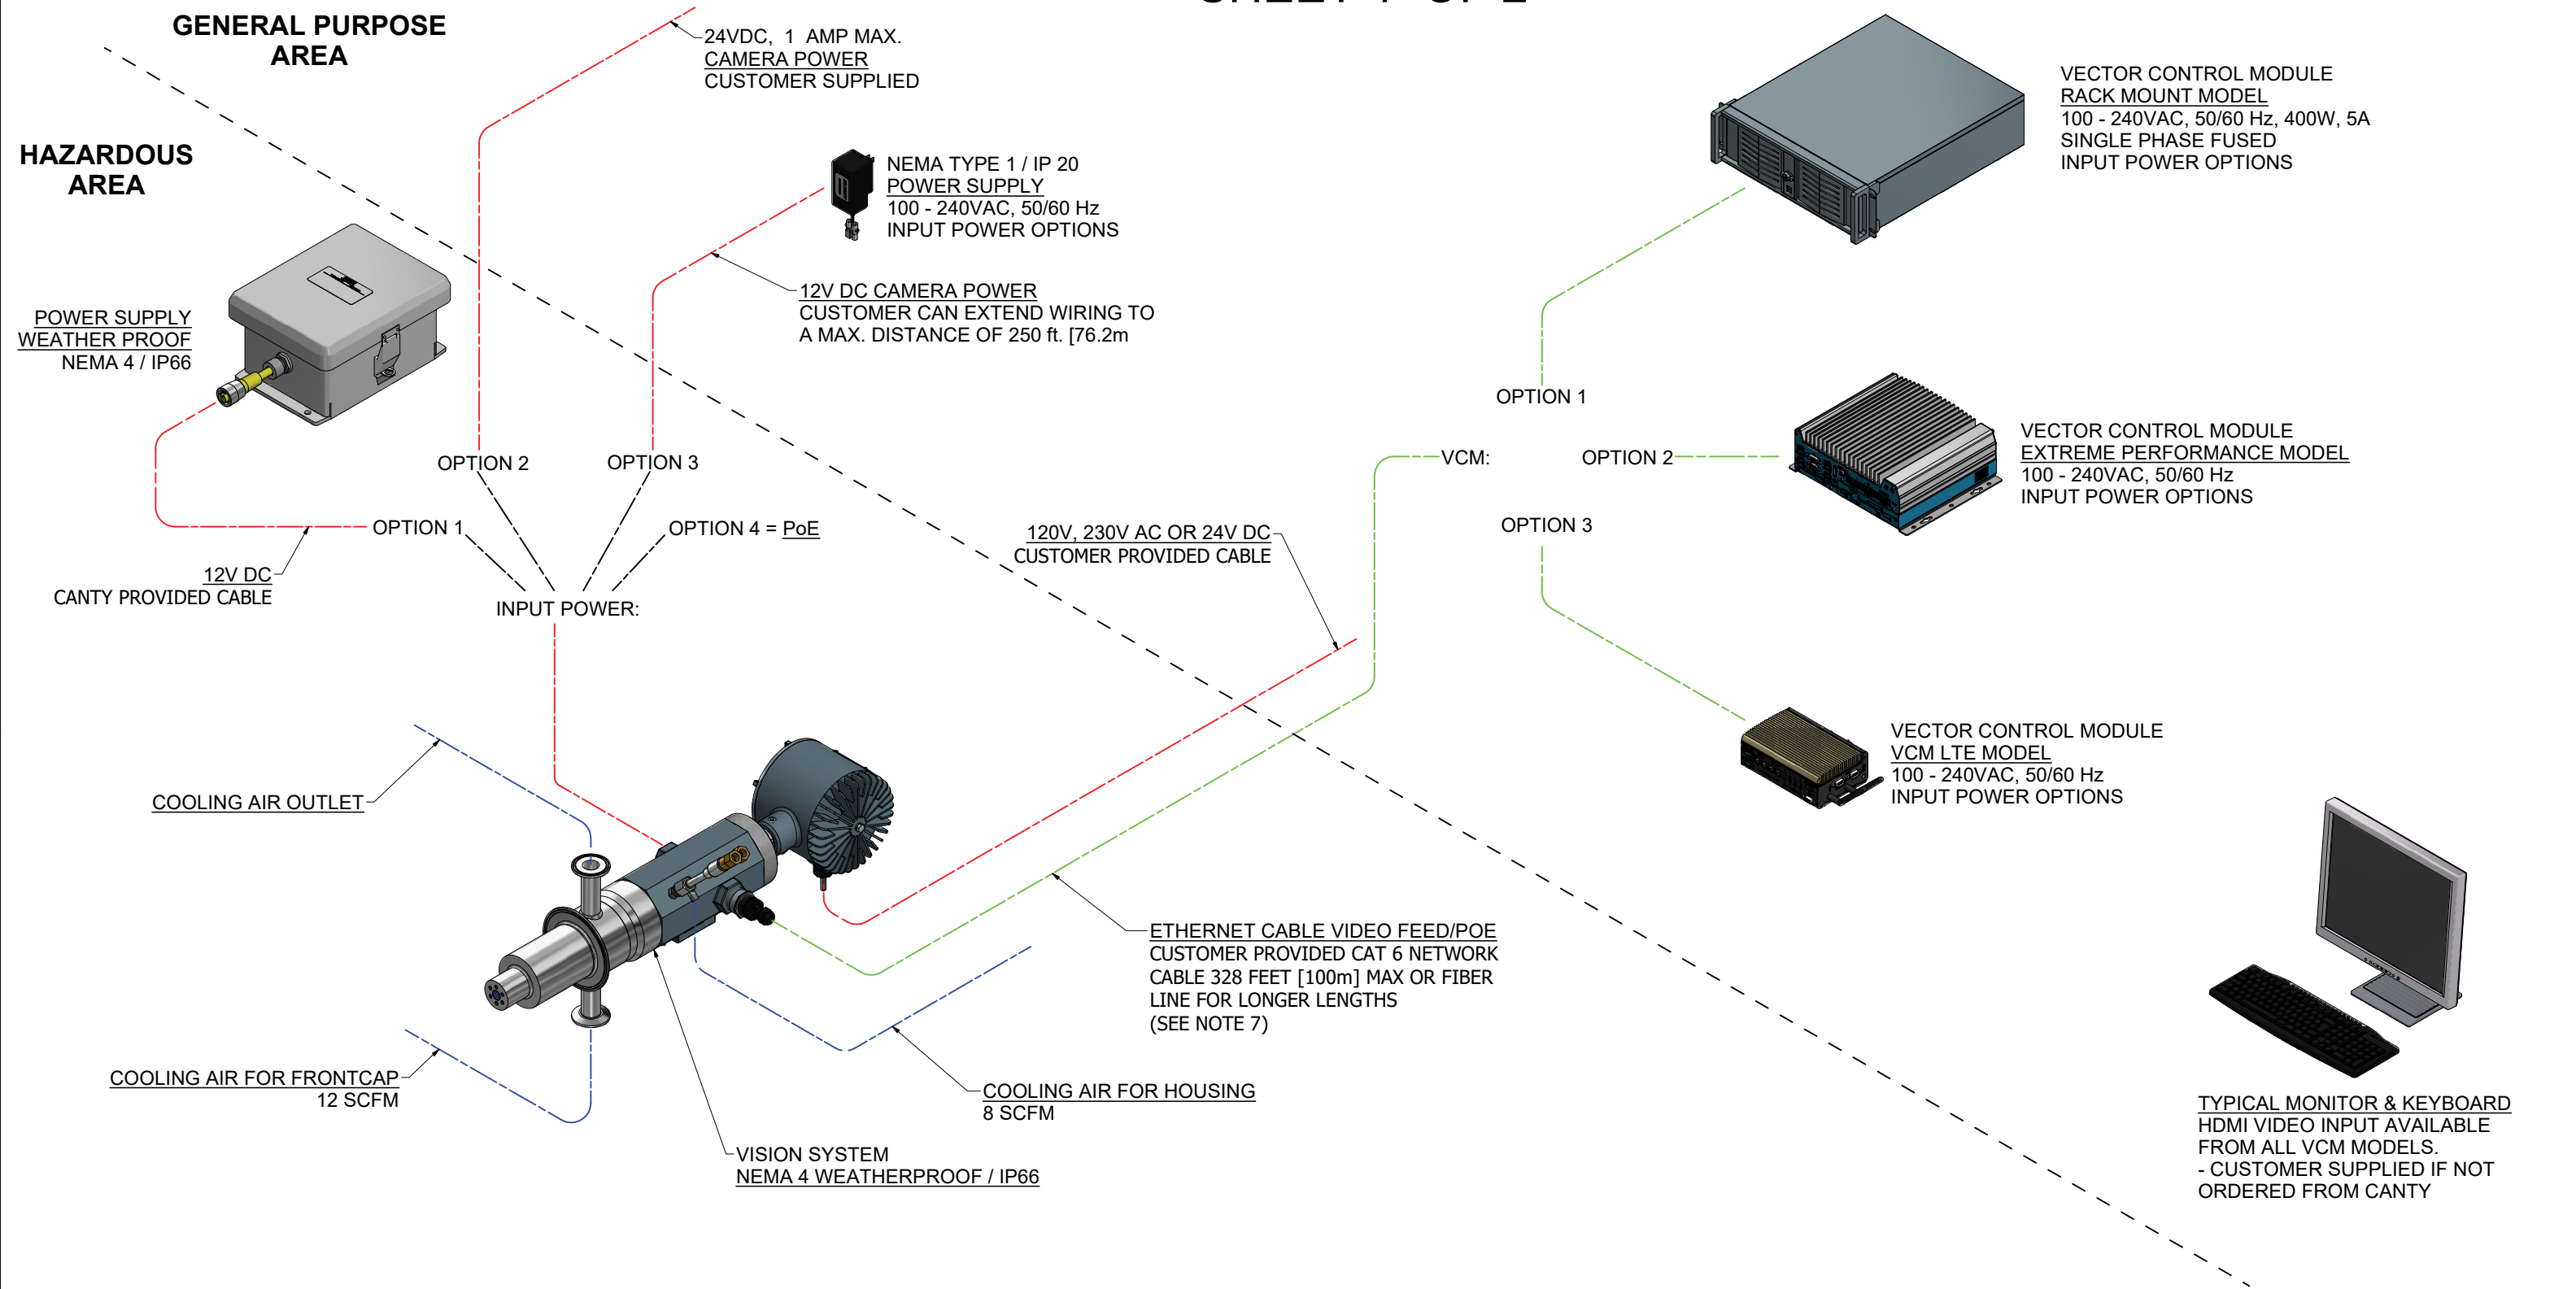 GENERAL PURPOSE
AREA
HAZARDOUS
AREA
24VDC, 1 AMP MAX.
CAMERA POWER
CUSTOMER SUPPLIED
NEMA TYPE 1 / IP 20
POWER SUPPLY
100 - 240VAC, 50/60 Hz
INPUT POWER OPTIONS
12V DC CAMERA POWER
CUSTOMER CAN EXTEND WIRING TO
A MAX. DISTANCE OF 250 ft. [76.2m
POWER SUPPLY
WEATHER PROOF
NEMA 4 / IP66
OPTION 2
OPTION 3
OPTION 1
OPTION 4 = PoE
12V DC
CANTY PROVIDED CABLE
INPUT POWER:
VECTOR CONTROL MODULE
RACK MOUNT MODEL
100 - 240VAC, 50/60 Hz, 400W, 5A
SINGLE PHASE FUSED
INPUT POWER OPTIONS
OPTION 1
VCM:
OPTION 2
OPTION 3
VECTOR CONTROL MODULE
EXTREME PERFORMANCE MODEL
100 - 240VAC, 50/60 Hz
INPUT POWER OPTIONS
120V, 230V AC OR 24V DC
CUSTOMER PROVIDED CABLE
VECTOR CONTROL MODULE
VCM LTE MODEL
100 - 240VAC, 50/60 Hz
INPUT POWER OPTIONS
COOLING AIR OUTLET
ETHERNET CABLE VIDEO FEED/POE
CUSTOMER PROVIDED CAT 6 NETWORK
CABLE 328 FEET [100m] MAX OR FIBER
LINE FOR LONGER LENGTHS
(SEE NOTE 7)
COOLING AIR FOR FRONTCAP
12 SCFM
COOLING AIR FOR HOUSING
8 SCFM
VISION SYSTEM
NEMA 4 WEATHERPROOF / IP66
TYPICAL MONITOR & KEYBOARD
HDMI VIDEO INPUT AVAILABLE
FROM ALL VCM MODELS.
- CUSTOMER SUPPLIED IF NOT
ORDERED FROM CANTY